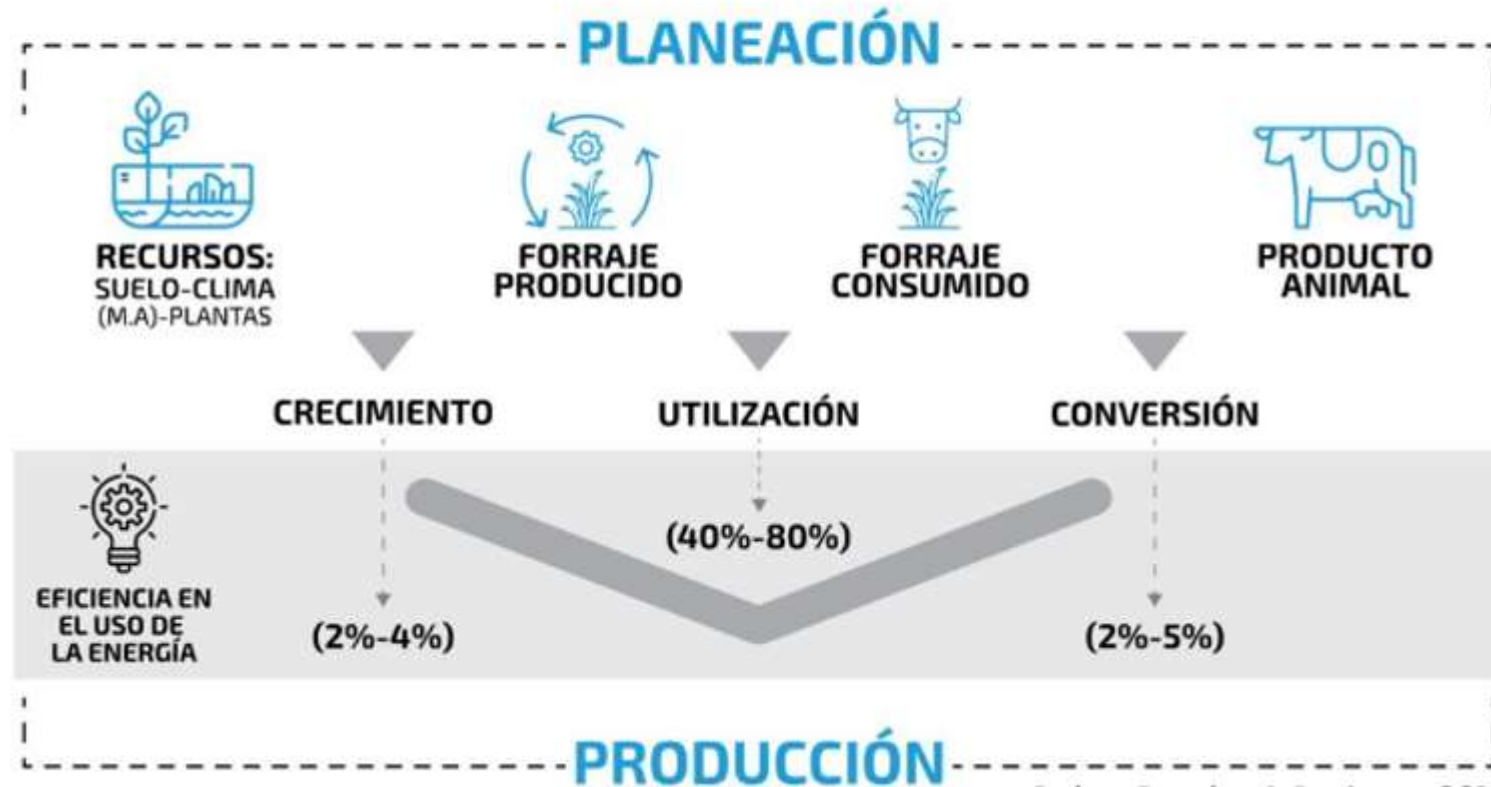 PLANEACIÓN
RECURSOS:
SUELO-CLIMA
(M.A)-PLANTAS
FORRAJE
PRODUCIDO
FORRAJE
CONSUMIDO
PRODUCTO
ANIMAL
CRECIMIENTO
UTILIZACIÓN
CONVERSIÓN
EFICIENCIA EN
EL USO DE
LA ENERGÍA
(2%-4%)
(40%-80%)
(2%-5%)
PRODUCCIÓN